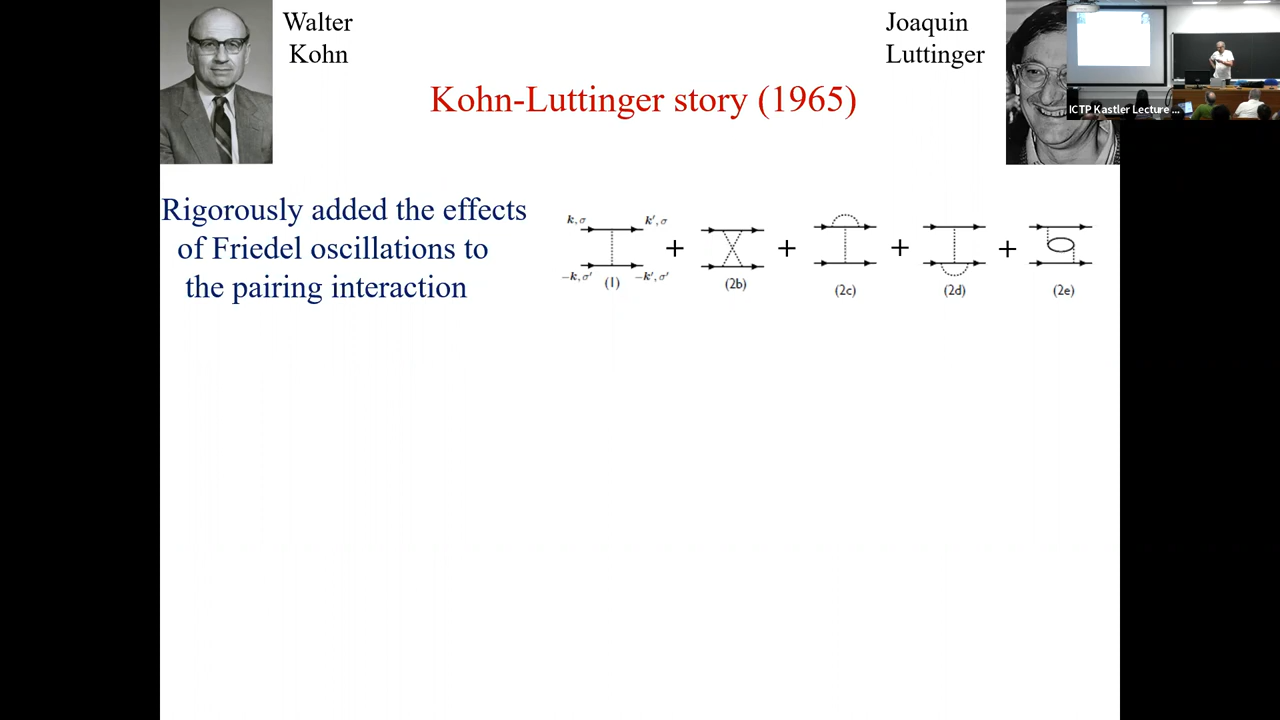 Walter
Kohn
Joaquin
Luttinger
Kohn-Luttinger story (1965)
ICTP Kastler Lecture ...
Rigorously added the effects
of Friedel oscillations to
the pairing interaction
k, σ k′, σ
+ + + +
−k, σ′ −k′, σ′
(1) (2b) (2c) (2d) (2e)